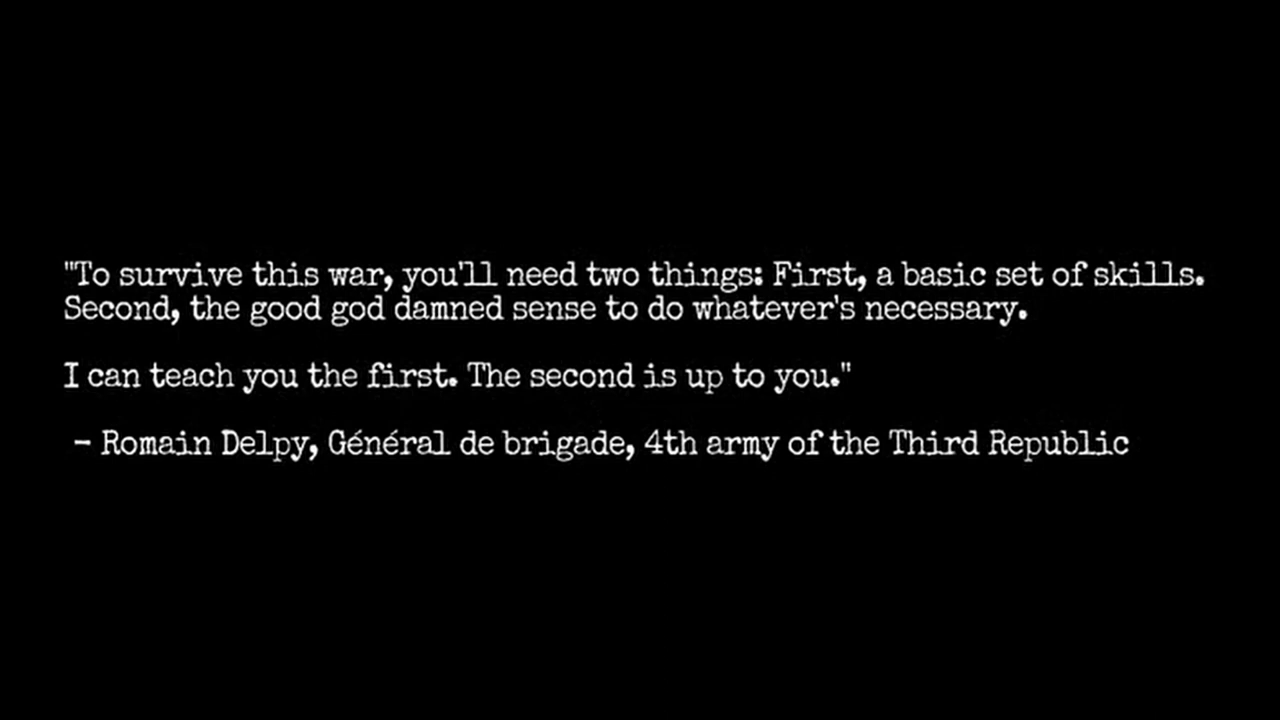 "To survive this war, you'll need two things: First, a basic set of skills.
Second, the good god damned sense to do whatever's necessary.
I can teach you the first. The second is up to you."
– Romain Delpy, Général de brigade, 4th army of the Third Republic